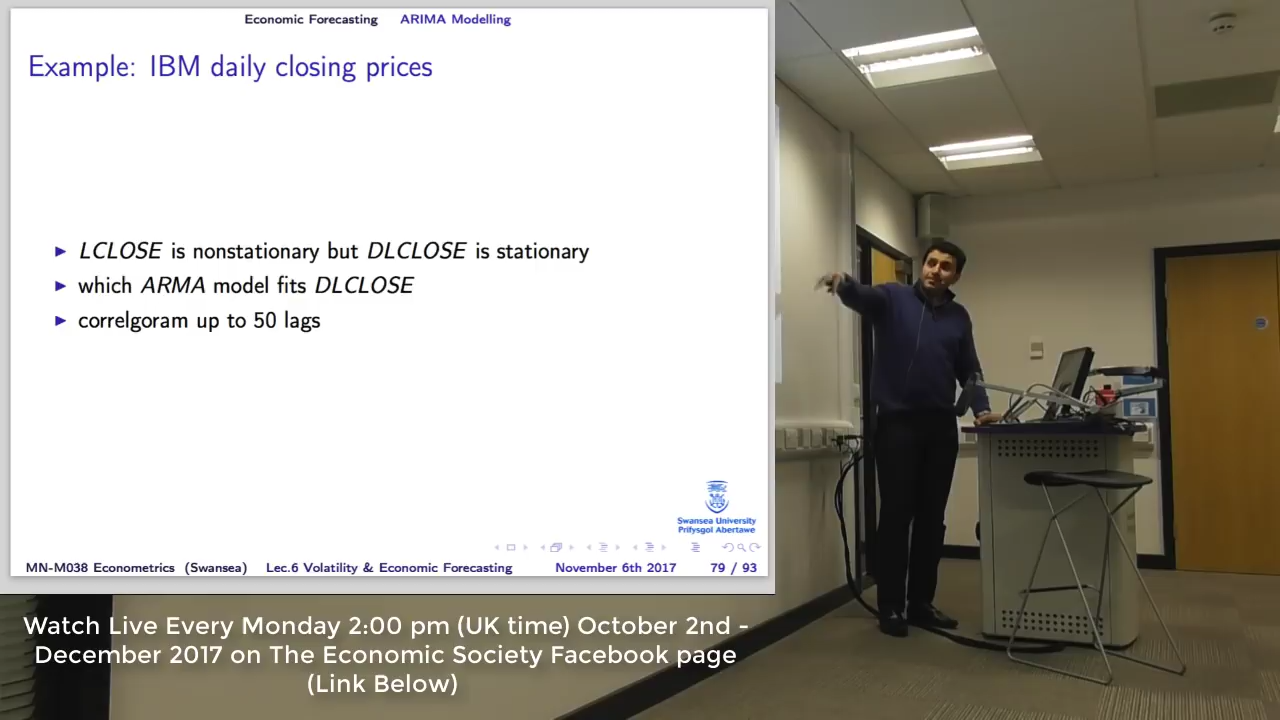 Economic Forecasting ARIMA Modelling
Example: IBM daily closing prices
LCLOSE is nonstationary but DLCLOSE is stationary
which ARMA model fits DLCLOSE
correlgoram up to 50 lags
Swansea University
Prifysgol Abertawe
MN-M038 Econometrics (Swansea) Lec.6 Volatility & Economic Forecasting November 6th 2017 79 / 93
Watch Live Every Monday 2:00 pm (UK time) October 2nd -
December 2017 on The Economic Society Facebook page
(Link Below)